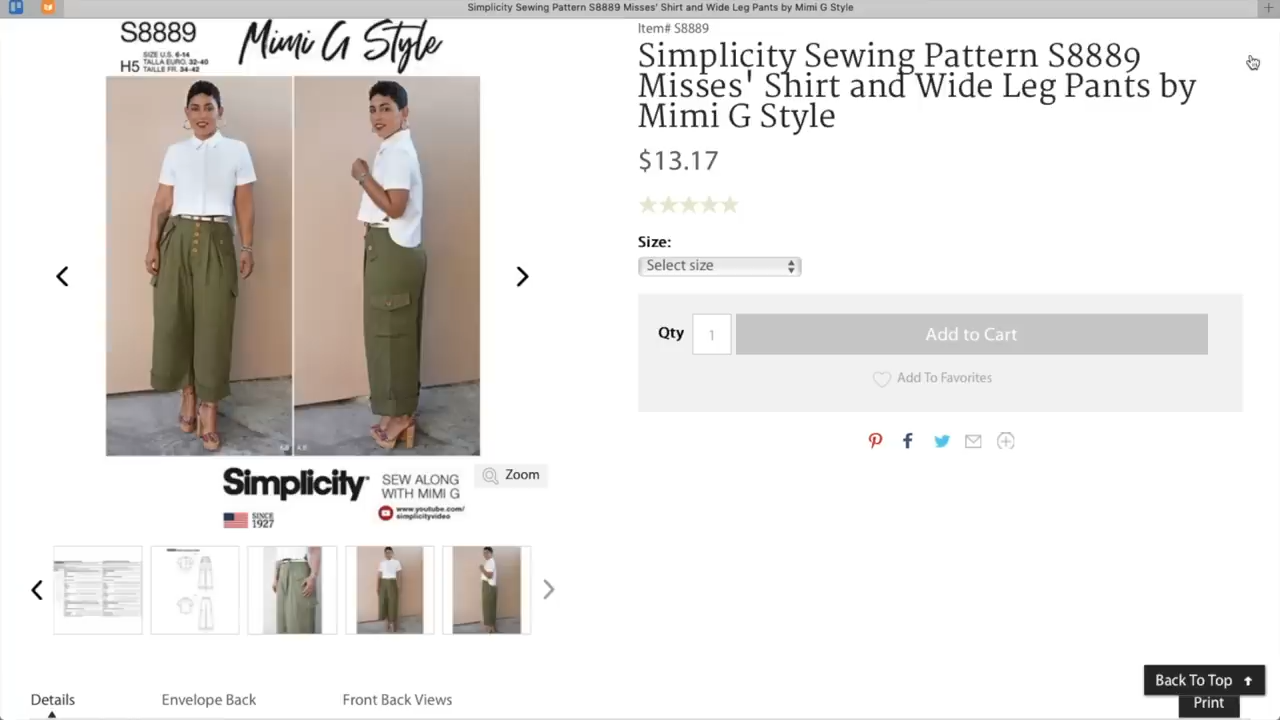 Simplicity Sewing Pattern S8889 Misses' Shirt and Wide Leg Pants by Mimi G Style
S8889
Mimi G Style
H5
SIZE U.S. 6-14
TALLA EURO. 32-40
TAILLE FR. 34-42
Item# S8889
Simplicity Sewing Pattern S8889
Misses' Shirt and Wide Leg Pants by
Mimi G Style
$13.17
Size:
Select size
Qty
1
Add to Cart
Add To Favorites
Simplicity
SINCE
1927
SEW ALONG
WITH MIMI G
www.youtube.com/
simplicityvideo
Zoom
Back To Top
Print
Details
Envelope Back
Front Back Views